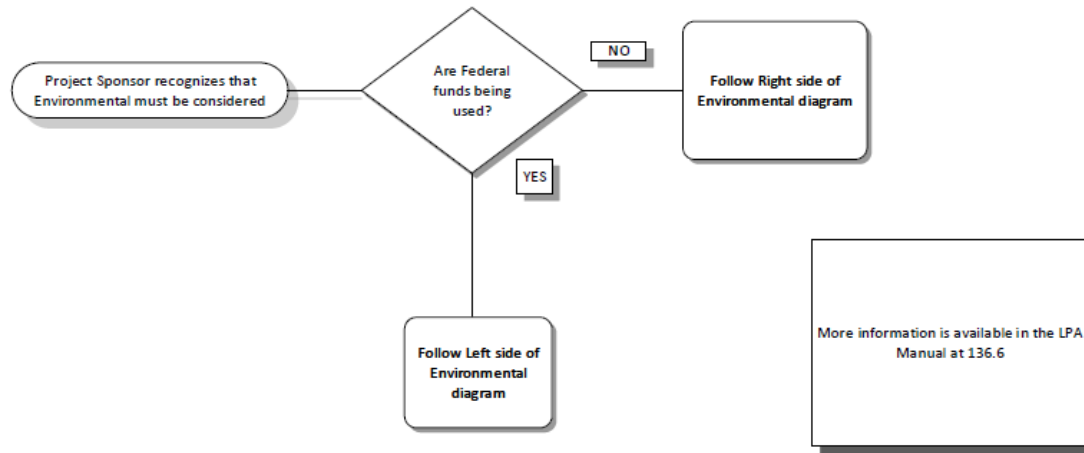 Project Sponsor recognizes that
Environmental must be considered
Are Federal
funds being
used?
NO
Follow Right side of
Environmental diagram
YES
Follow Left side of
Environmental
diagram
More information is available in the LPA
Manual at 136.6